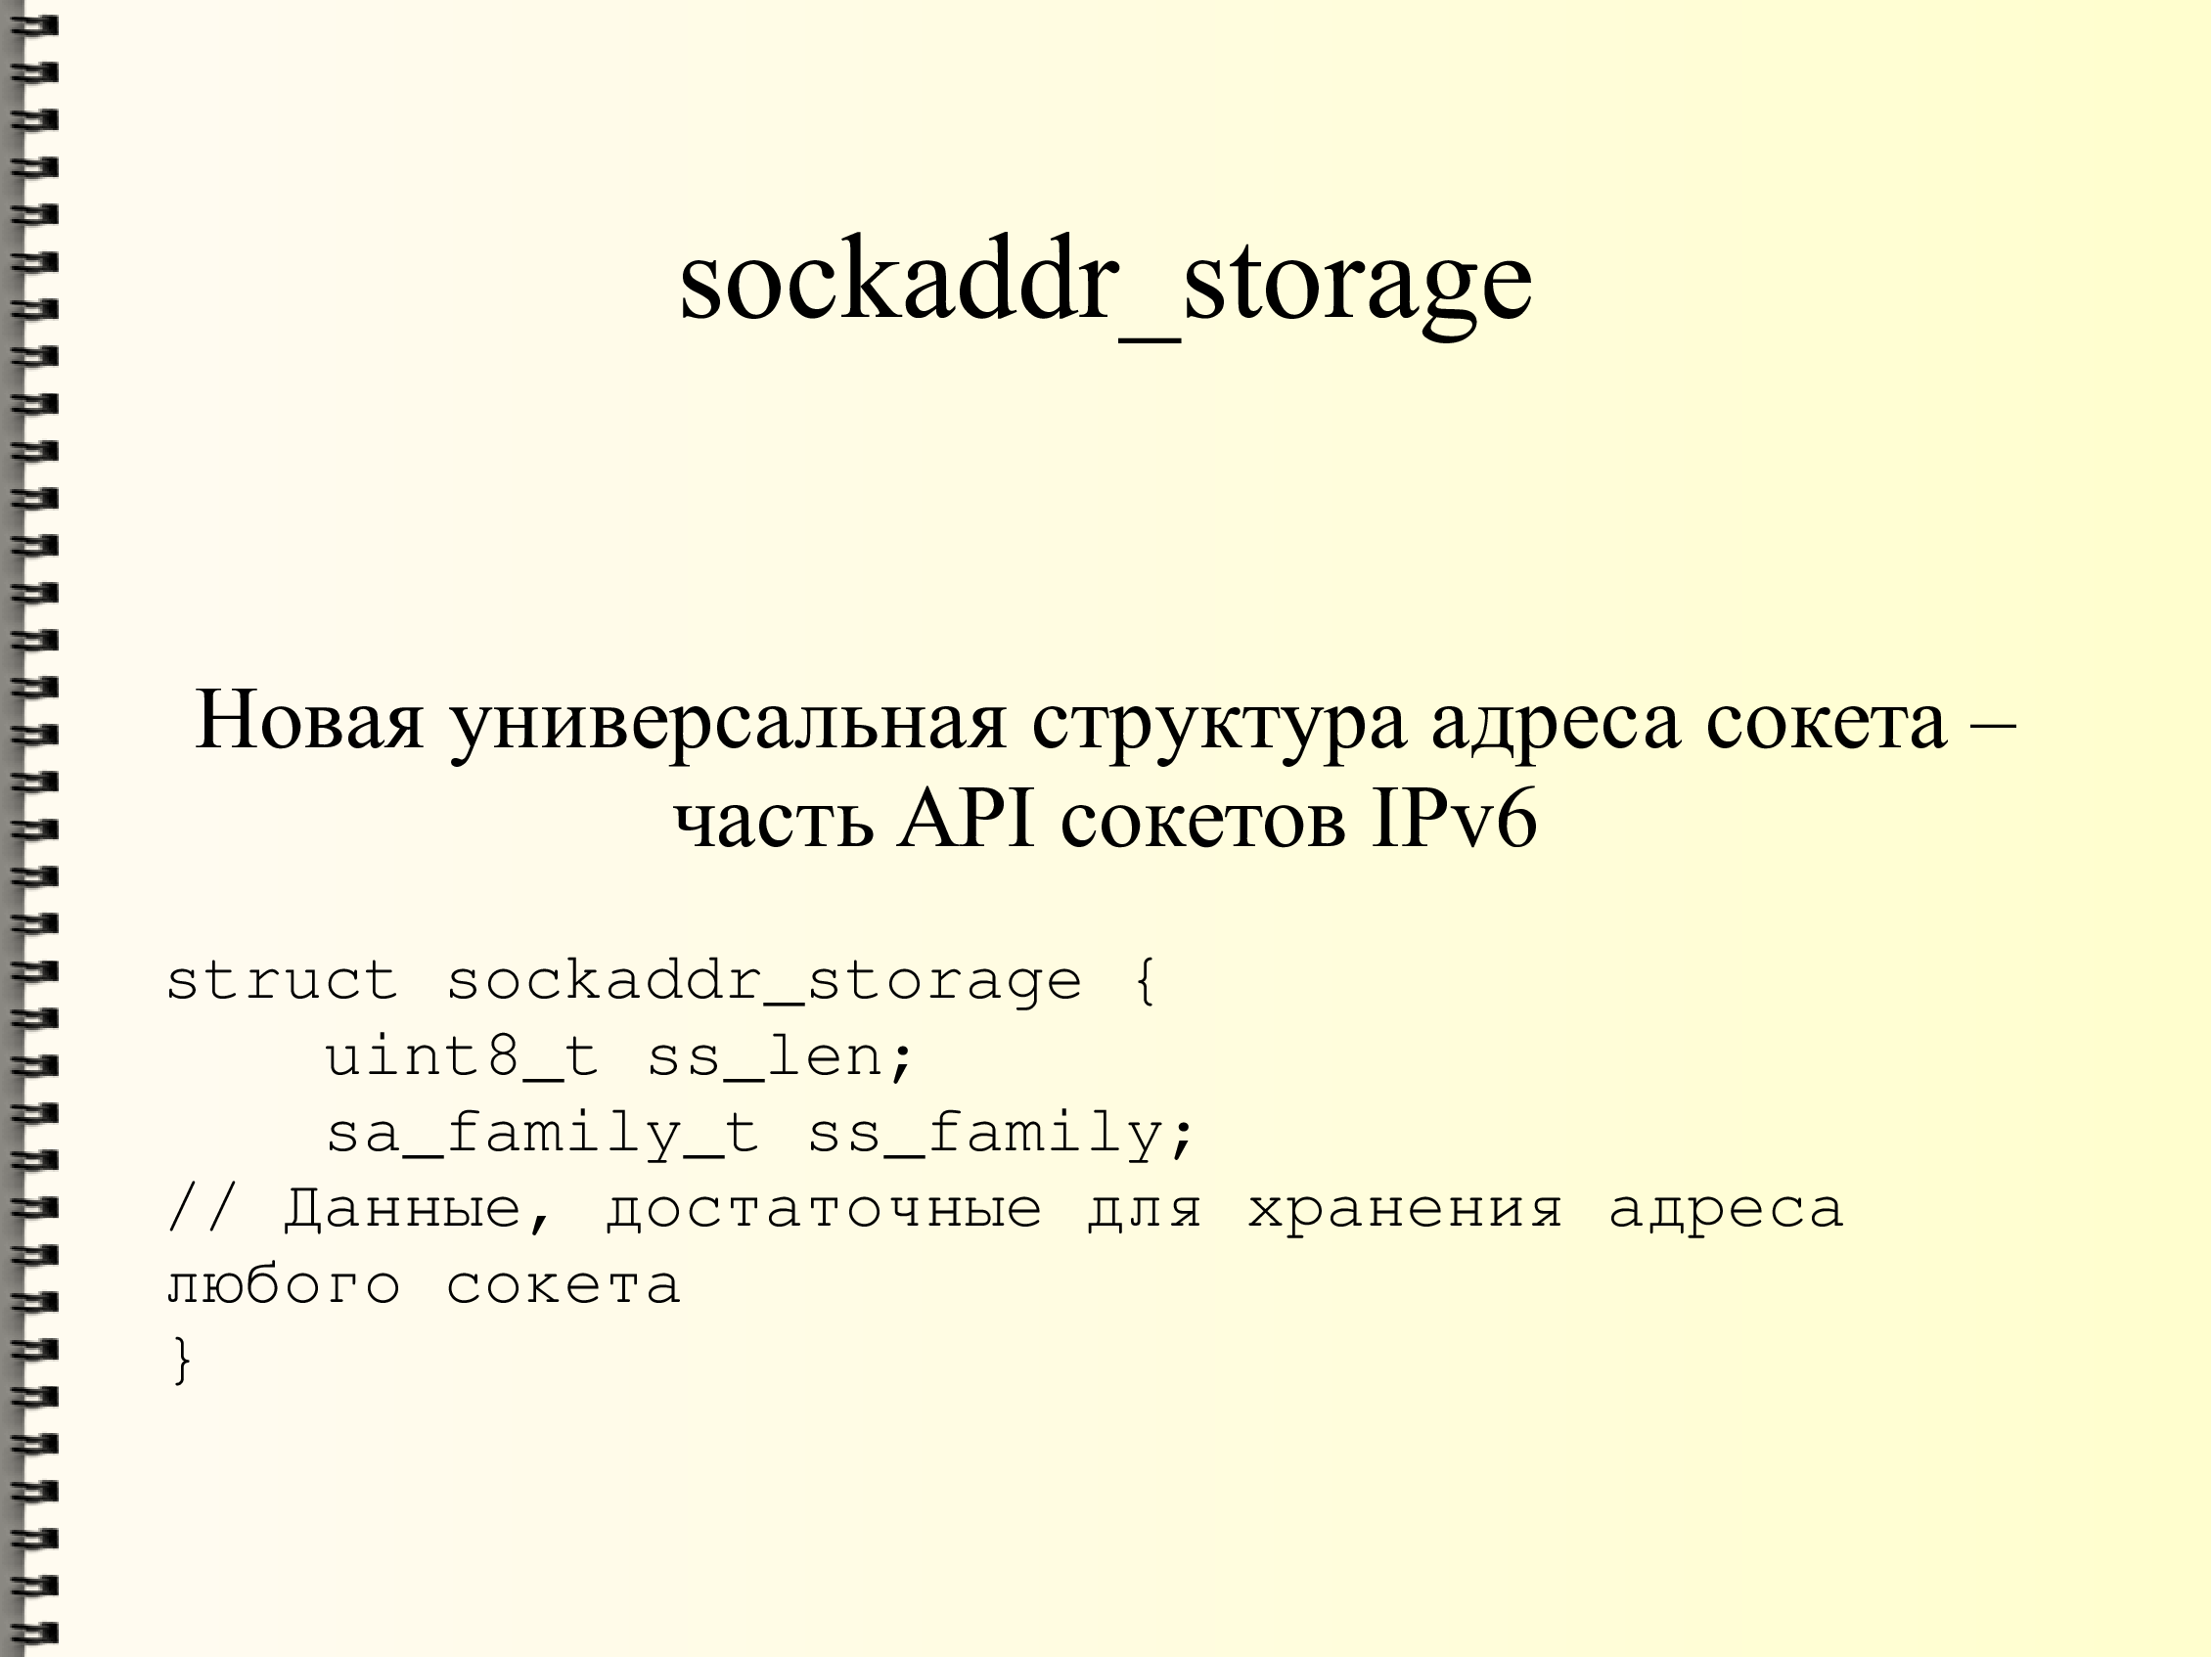 sockaddr_storage
Новая универсальная структура адреса сокета –
часть API сокетов IPv6
struct sockaddr_storage {
    uint8_t ss_len;
    sa_family_t ss_family;
// Данные, достаточные для хранения адреса
любого сокета
}